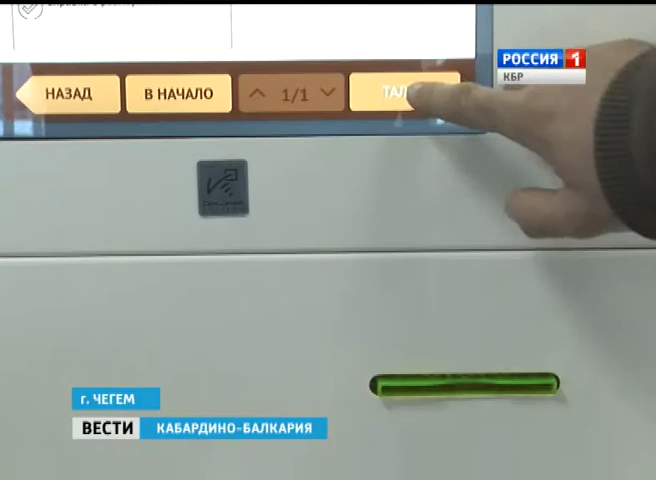 РОССИЯ 1
КБР
НАЗАД
В НАЧАЛО
1/1
г. ЧЕГЕМ
ВЕСТИ
КАБАРДИНО-БАЛКАРИЯ